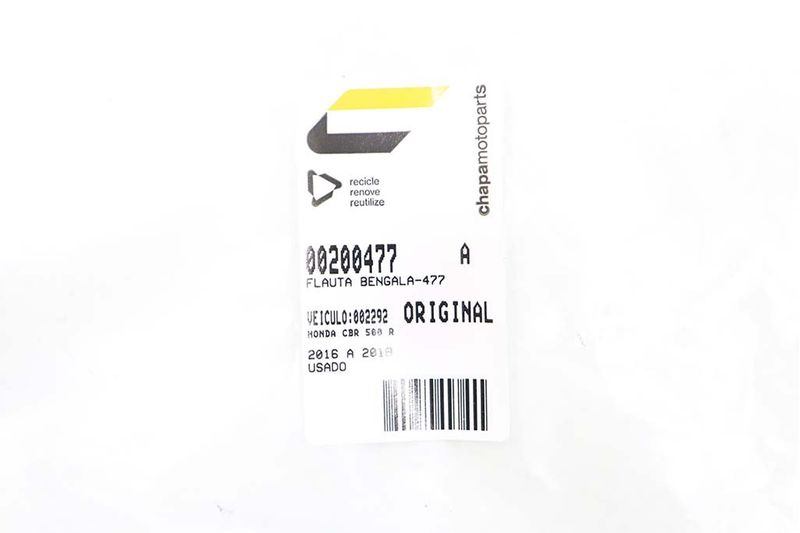 chapamotoparts
recicle
renove
reutilize
00200477 A
FLAUTA BENGALA-477
VEICULO:002292 ORIGINAL
HONDA CBR 500 R
2016 A 2018
USADO